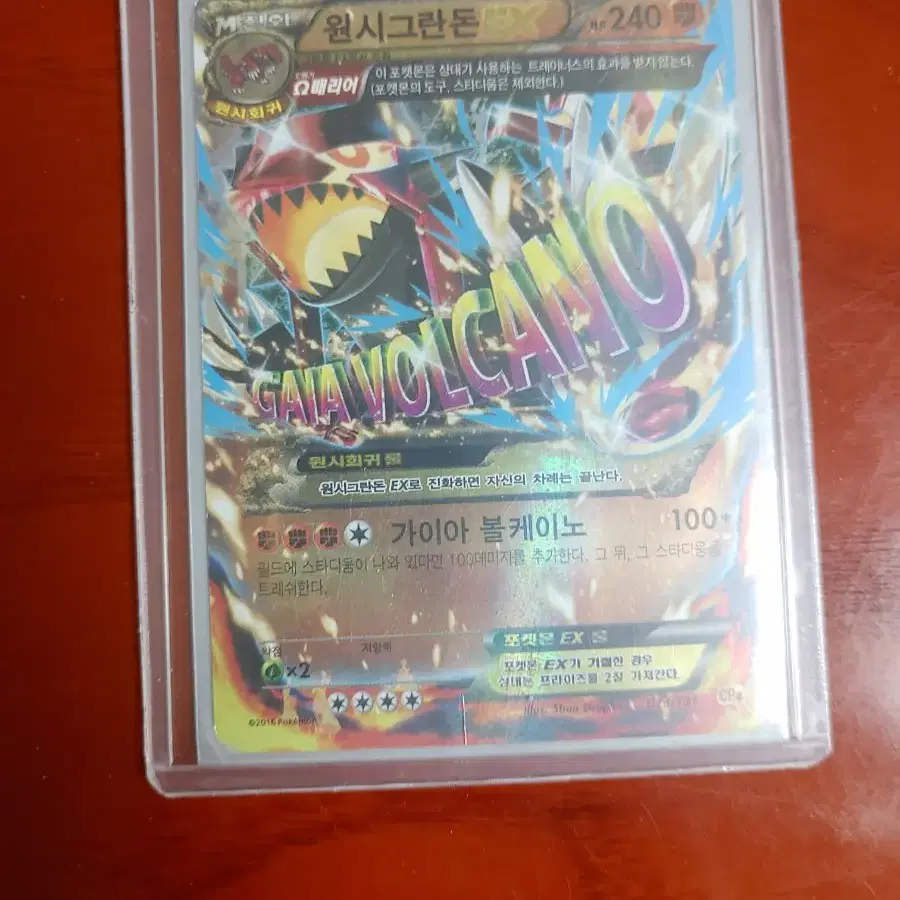 M진화 원시그란돈EX HP240
원시회귀
Ω배리어
이 포켓몬은 상대가 사용하는 트레이너스의 효과를 받지 않는다.
(포켓몬의 도구, 스타디움은 제외한다.)
GAIA VOLCANO
원시회귀 룰
원시그란돈 EX로 진화하면 자신의 차례는 끝난다.
가이아 볼케이노 100+
필드에 스타디움이 나와 있다면 100데미지를 추가한다. 그 뒤, 그 스타디움을
트래쉬한다.
약점 저항력
×2
포켓몬 EX 룰
포켓몬 EX가 기절한 경우
상대는 프라이즈를 2장 가져간다.
©2016 Pokémon
Illus.
CP